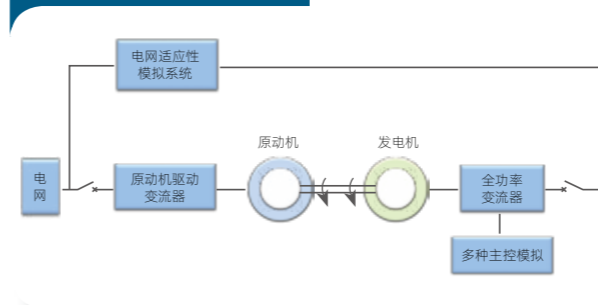 电网适应性
模拟系统
原动机
发电机
电
网
原动机驱动
变流器
全功率
变流器
多种主控模拟